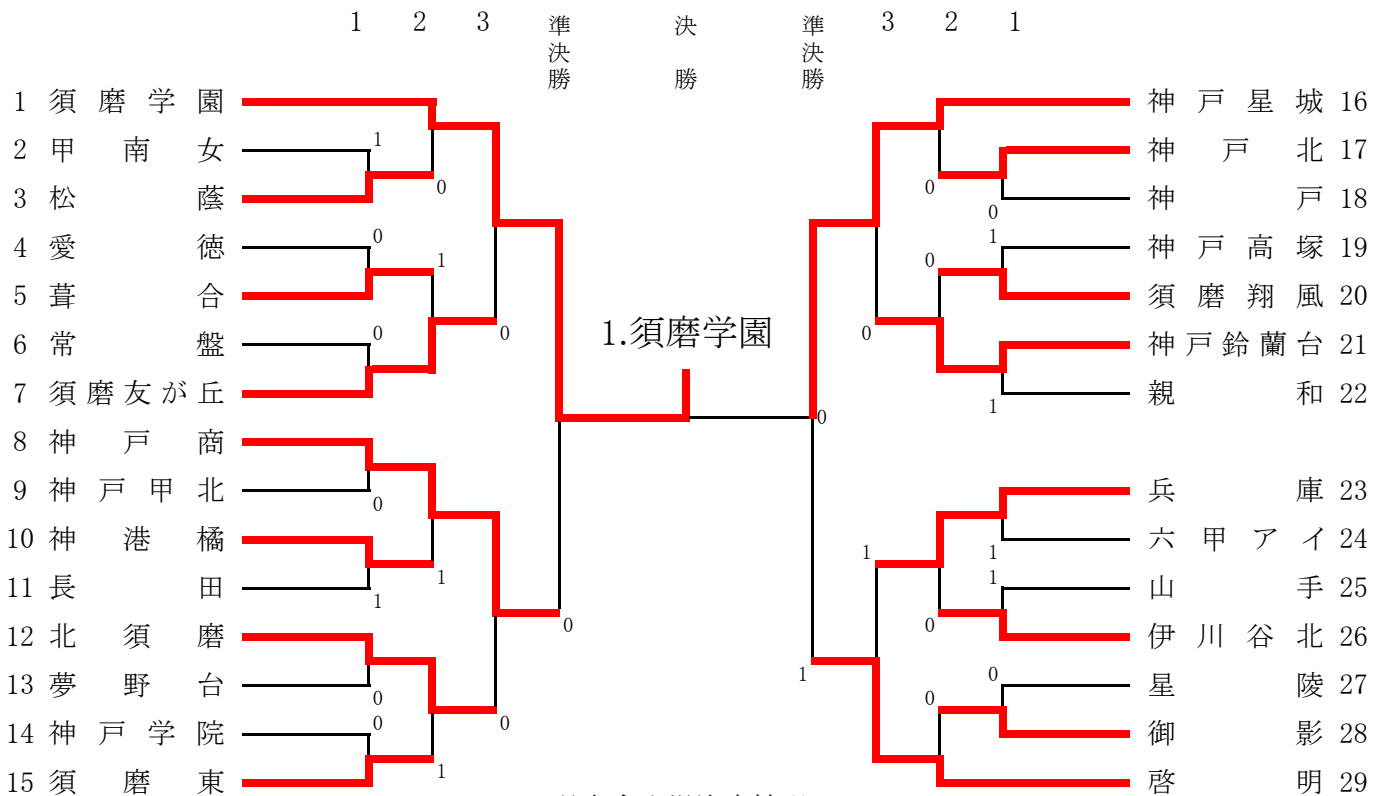 1 2 3 準決勝 決勝 準決勝 3 2 1
1 須磨学園
2 甲南女
3 松蔭
4 愛徳
5 葺合
6 常盤
7 須磨友が丘
8 神戸商
9 神戸甲北
10 神港橘
11 長田
12 北須磨
13 夢野台
14 神戸学院
15 須磨東
1
0
0
1
0
0
0
1
1
0
0
0
0
1
1.須磨学園
0
0
0
1
0
0
1
0
1
1
1
1
0
0
0
1
神戸星城 16
神戸北 17
神戸 18
神戸高塚 19
須磨翔風 20
神戸鈴蘭台 21
親和 22
兵庫 23
六甲アイ 24
山手 25
伊川谷北 26
星陵 27
御影 28
啓明 29